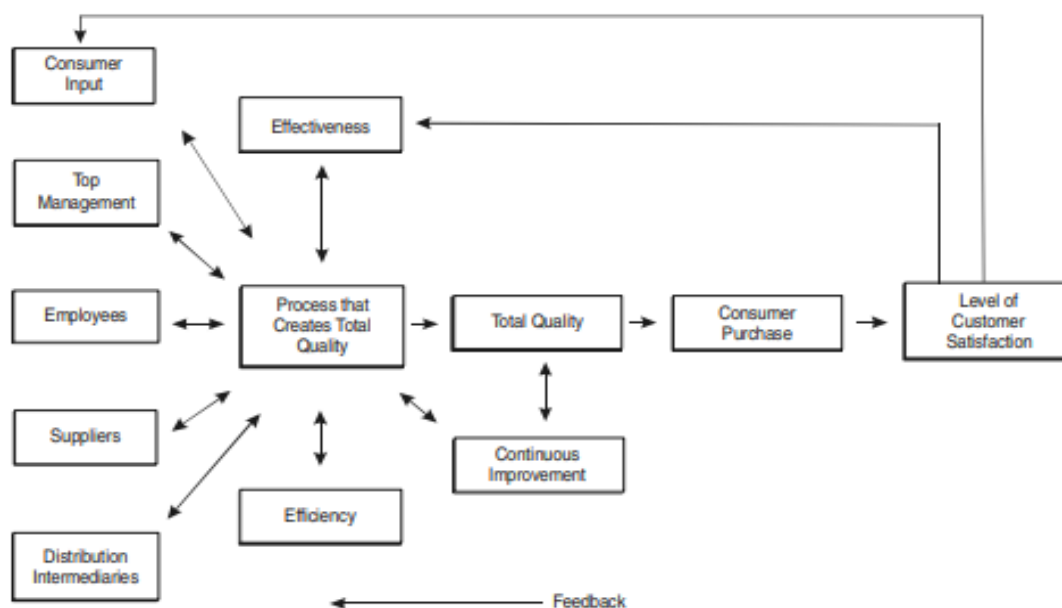 Consumer
Input
Effectiveness
Top
Management
Employees
Process that
Creates Total
Quality
Total Quality
Consumer
Purchase
Level of
Customer
Satisfaction
Suppliers
Continuous
Improvement
Efficiency
Distribution
Intermediaries
Feedback